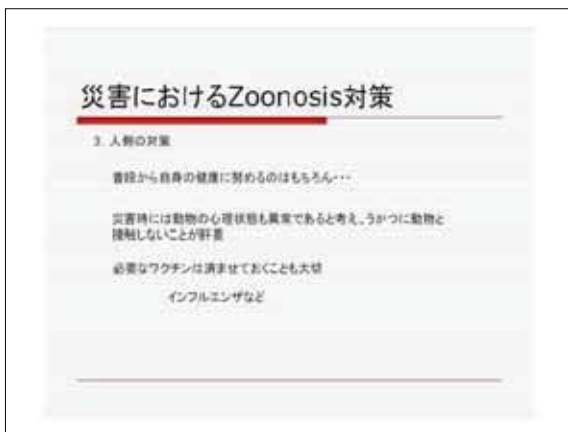 災害におけるZoonosis対策
3. 人側の対策
普段から自身の健康に努めるのはもちろん・・・
災害時には動物の心理状態も異常であると考え、うかつに動物と
接触しないことが肝要
必要なワクチンは済ませておくことも大切
インフルエンザなど